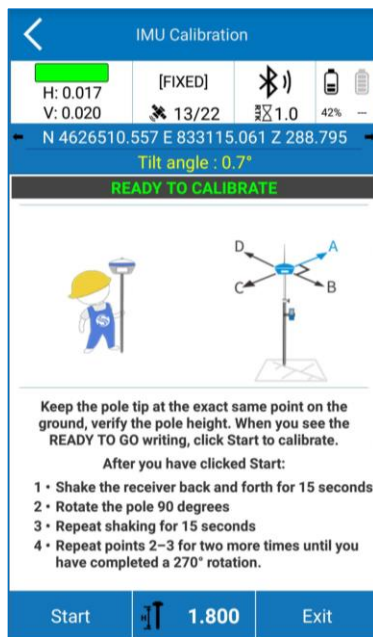 IMU Calibration
H: 0.017
V: 0.020
[FIXED]
13/22
RTK 1.0
42%
--
N 4626510.557 E 833115.061 Z 288.795
Tilt angle : 0.7°
READY TO CALIBRATE
D
A
C
B
Keep the pole tip at the exact same point on the
ground, verify the pole height. When you see the
READY TO GO writing, click Start to calibrate.
After you have clicked Start:
1 • Shake the receiver back and forth for 15 seconds
2 • Rotate the pole 90 degrees
3 • Repeat shaking for 15 seconds
4 • Repeat points 2–3 for two more times until you
have completed a 270° rotation.
Start
1.800
Exit